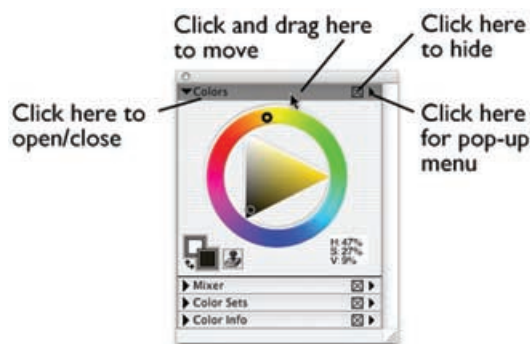 Click and drag here
to move
Click here
to hide
Click here to
open/close
Click here
for pop-up
menu
Colors
H: 47%
S: 27%
V: 9%
Mixer
Color Sets
Color Info